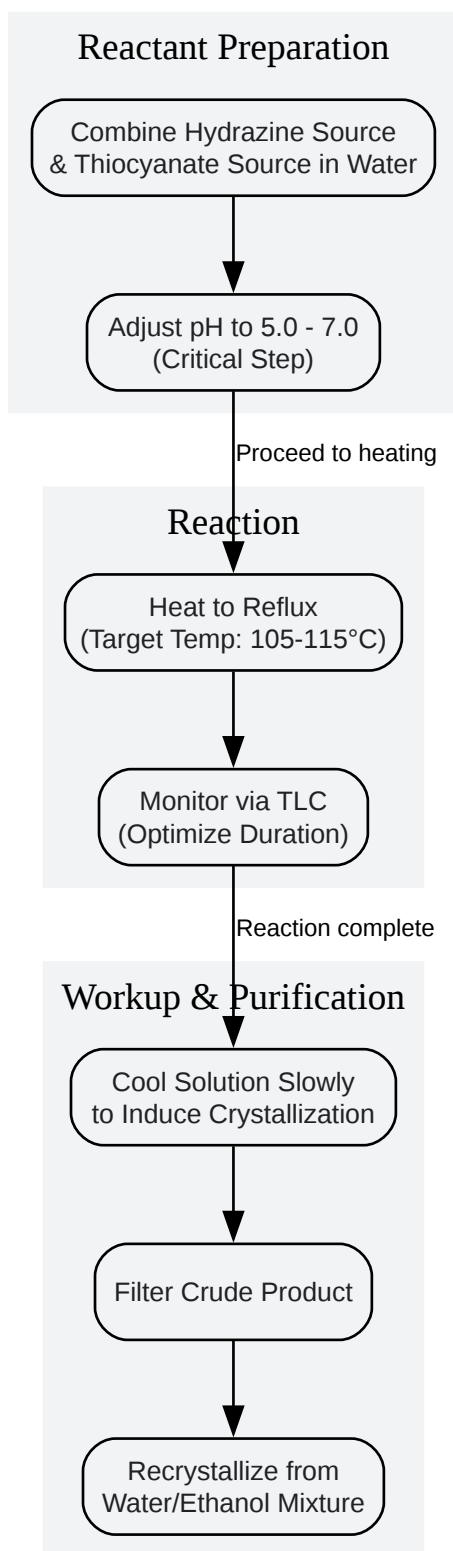 Reactant Preparation
Combine Hydrazine Source
& Thiocyanate Source in Water
Adjust pH to 5.0 - 7.0
(Critical Step)
Proceed to heating
Reaction
Heat to Reflux
(Target Temp: 105-115°C)
Monitor via TLC
(Optimize Duration)
Reaction complete
Workup & Purification
Cool Solution Slowly
to Induce Crystallization
Filter Crude Product
Recrystallize from
Water/Ethanol Mixture